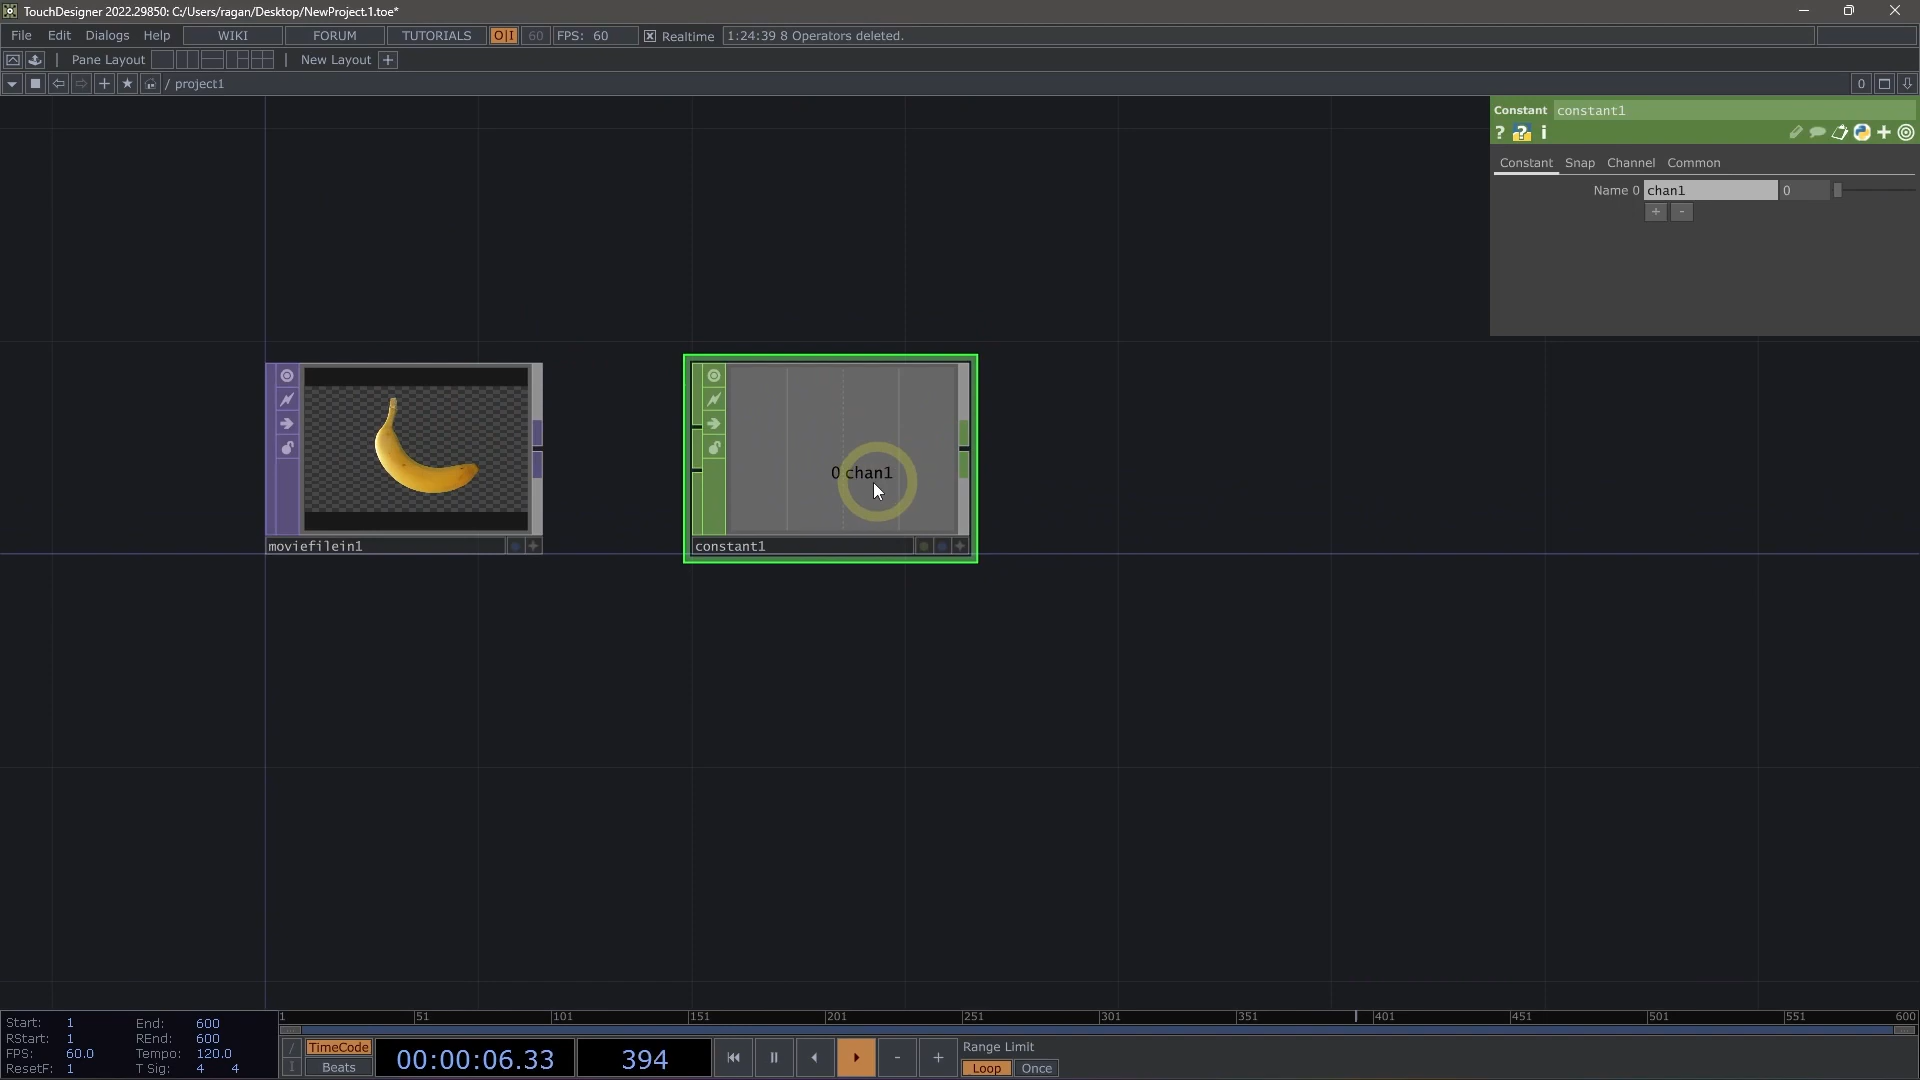 TouchDesigner 2022.29850: C:/Users/ragan/Desktop/NewProject.1.toe*
File Edit Dialogs Help WIKI FORUM TUTORIALS O|I 60 FPS: 60 Realtime 1:24:39 8 Operators deleted.
Pane Layout New Layout +
/ project1 0
Constant constant1
? ? i
Constant Snap Channel Common
Name 0 chan1 0
+ -
0 chan1
moviefilein1
constant1
1 51 101 151 201 251 301 351 401 451 501 551 600
Start: 1 End: 600
RStart: 1 REnd: 600
FPS: 60.0 Tempo: 120.0
ResetF: 1 T Sig: 4 4
/ TimeCode
I Beats
00:00:06.33 394
- +
Range Limit
Loop Once